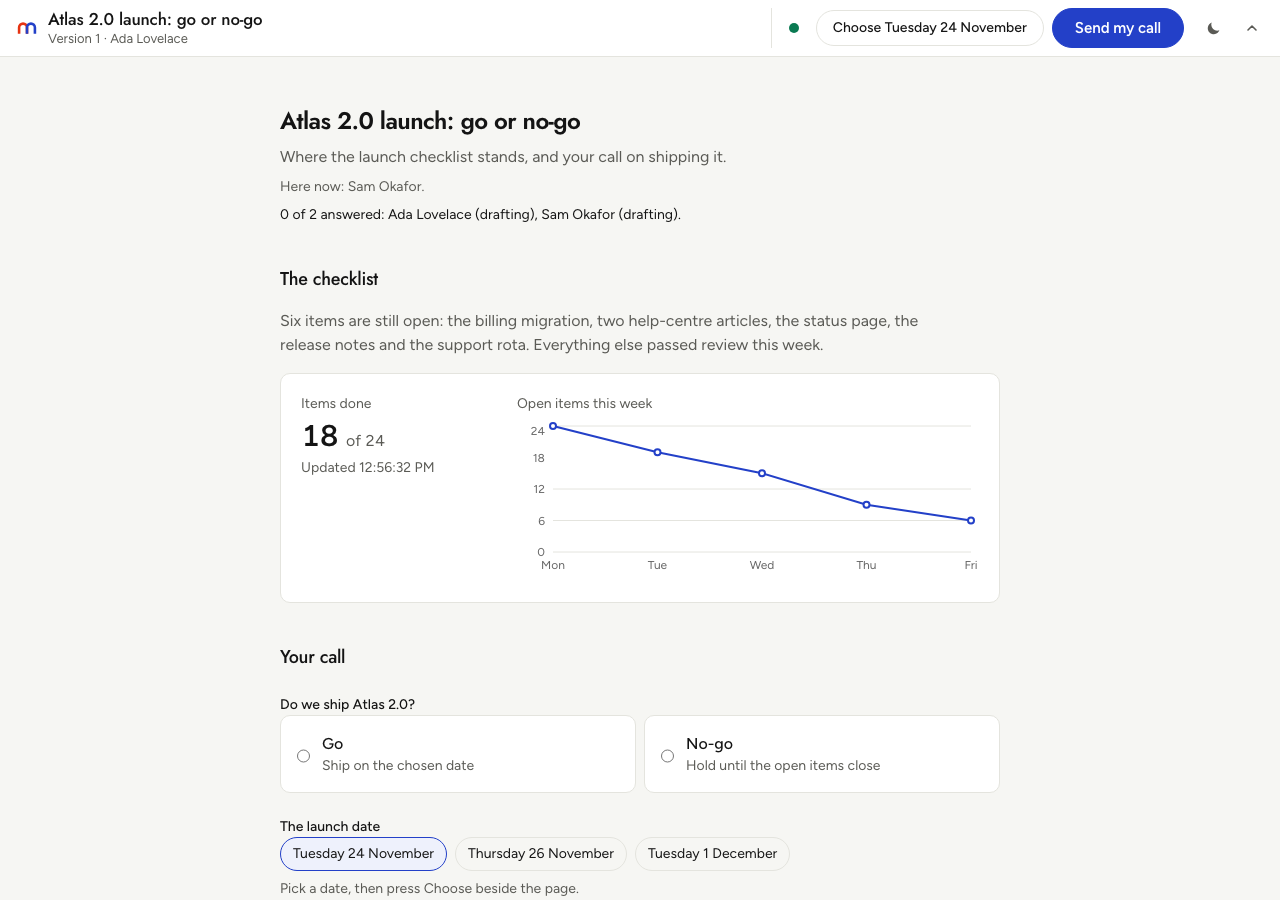 Atlas 2.0 launch: go or no-go
Version 1 · Ada Lovelace
Choose Tuesday 24 November
Send my call
Atlas 2.0 launch: go or no-go
Where the launch checklist stands, and your call on shipping it.
Here now: Sam Okafor.
0 of 2 answered: Ada Lovelace (drafting), Sam Okafor (drafting).
The checklist
Six items are still open: the billing migration, two help-centre articles, the status page, the
release notes and the support rota. Everything else passed review this week.
Items done
18 of 24
Updated 12:56:32 PM
Open items this week
24
18
12
6
0
Mon Tue Wed Thu Fri
Your call
Do we ship Atlas 2.0?
Go
Ship on the chosen date
No-go
Hold until the open items close
The launch date
Tuesday 24 November
Thursday 26 November
Tuesday 1 December
Pick a date, then press Choose beside the page.